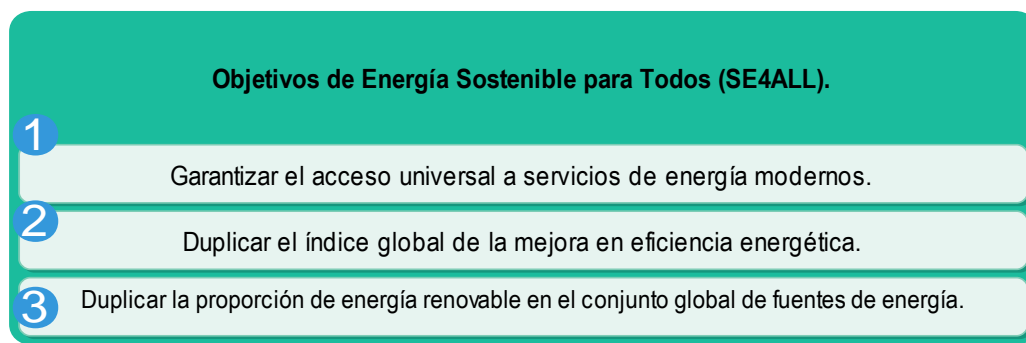 Objetivos de Energía Sostenible para Todos (SE4ALL).
1
Garantizar el acceso universal a servicios de energía modernos.
2
Duplicar el índice global de la mejora en eficiencia energética.
3
Duplicar la proporción de energía renovable en el conjunto global de fuentes de energía.